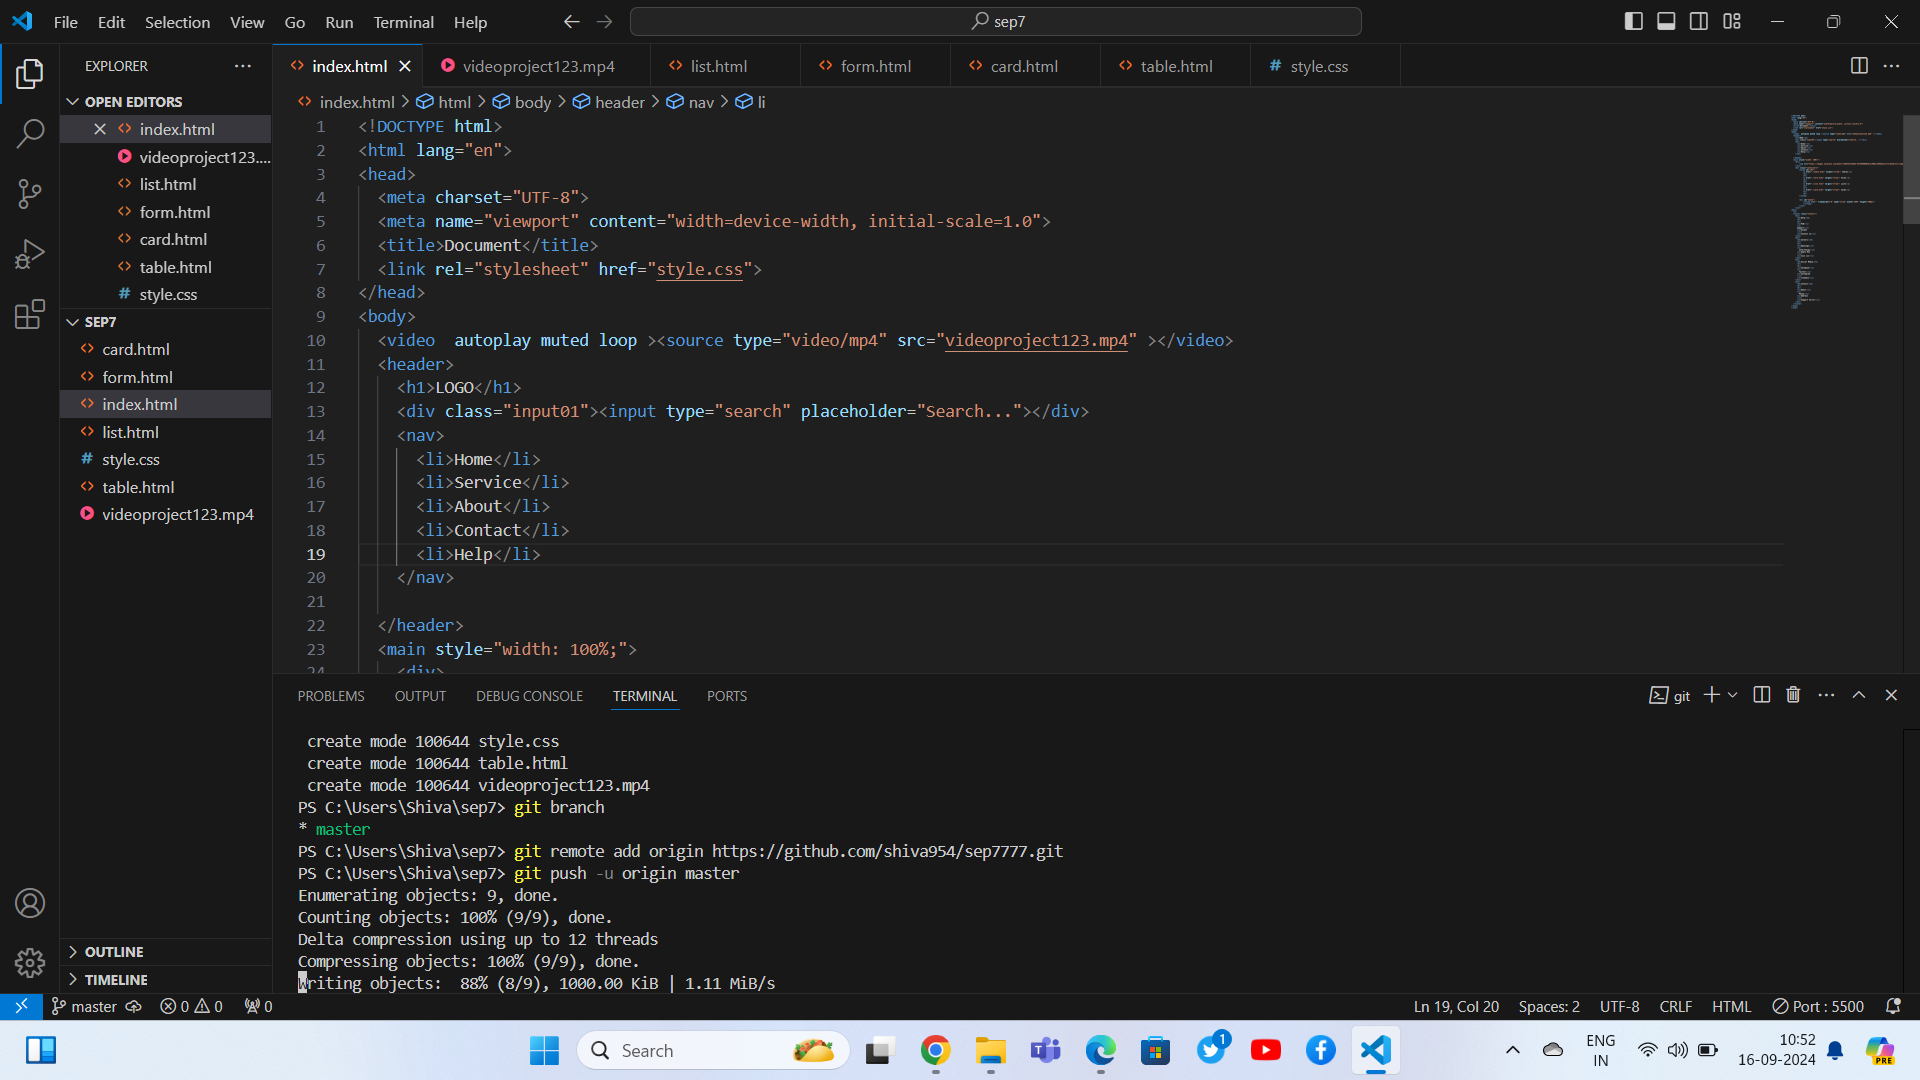 File Edit Selection View Go Run Terminal Help
sep7
EXPLORER
OPEN EDITORS
index.html
videoproject123....
list.html
form.html
card.html
table.html
style.css
SEP7
card.html
form.html
index.html
list.html
style.css
table.html
videoproject123.mp4
OUTLINE
TIMELINE
index.html videoproject123.mp4 list.html form.html card.html table.html style.css
index.html html body header nav li
1 <!DOCTYPE html>
2 <html lang="en">
3 <head>
4 <meta charset="UTF-8">
5 <meta name="viewport" content="width=device-width, initial-scale=1.0">
6 <title>Document</title>
7 <link rel="stylesheet" href="style.css">
8 </head>
9 <body>
10 <video  autoplay muted loop ><source type="video/mp4" src="videoproject123.mp4" ></video>
11 <header>
12 <h1>LOGO</h1>
13 <div class="input01"><input type="search" placeholder="Search..."></div>
14 <nav>
15 <li>Home</li>
16 <li>Service</li>
17 <li>About</li>
18 <li>Contact</li>
19 <li>Help</li>
20 </nav>
21
22 </header>
23 <main style="width: 100%;">
24 <div>
PROBLEMS OUTPUT DEBUG CONSOLE TERMINAL PORTS
git
create mode 100644 style.css
create mode 100644 table.html
create mode 100644 videoproject123.mp4
PS C:\Users\Shiva\sep7> git branch
* master
PS C:\Users\Shiva\sep7> git remote add origin https://github.com/shiva954/sep7777.git
PS C:\Users\Shiva\sep7> git push -u origin master
Enumerating objects: 9, done.
Counting objects: 100% (9/9), done.
Delta compression using up to 12 threads
Compressing objects: 100% (9/9), done.
Writing objects:  88% (8/9), 1000.00 KiB | 1.11 MiB/s
master 0 0 0 Ln 19, Col 20 Spaces: 2 UTF-8 CRLF HTML Port : 5500
Search
1
ENG
IN
10:52
16-09-2024
PRE